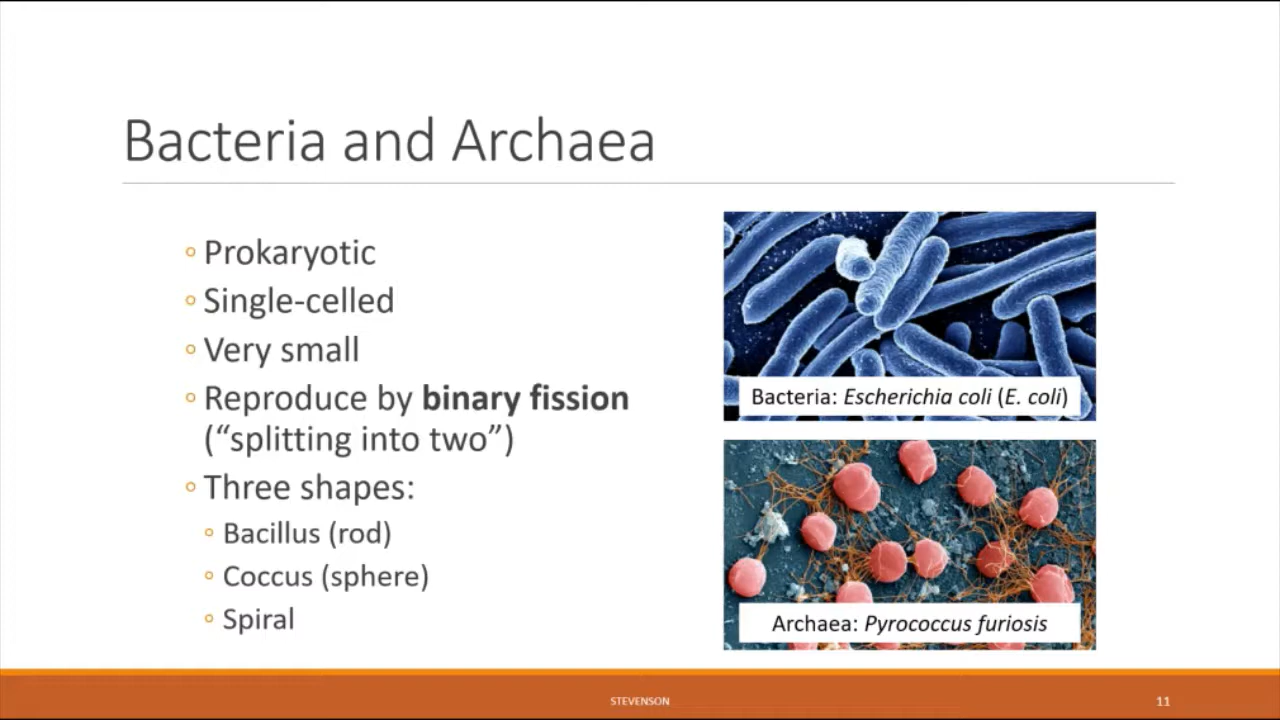 Bacteria and Archaea
Prokaryotic
Single-celled
Very small
Reproduce by binary fission
(“splitting into two”)
Three shapes:
Bacillus (rod)
Coccus (sphere)
Spiral
Bacteria: Escherichia coli (E. coli)
Archaea: Pyrococcus furiosis
STEVENSON
11